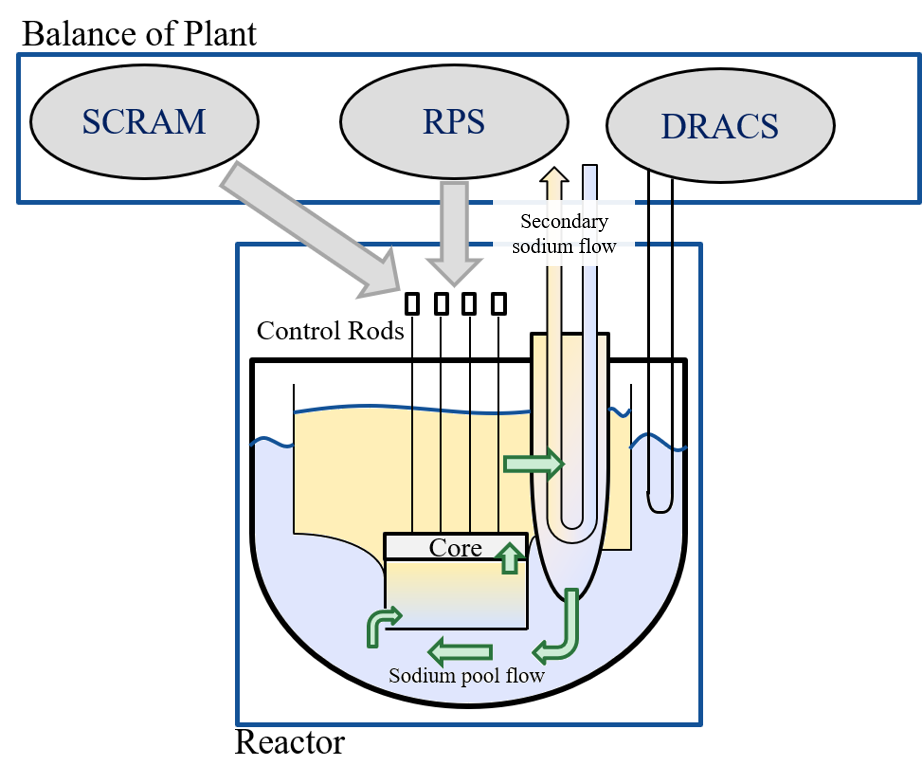 Balance of Plant
SCRAM
RPS
DRACS
Secondary
sodium flow
Control Rods
Core
Sodium pool flow
Reactor